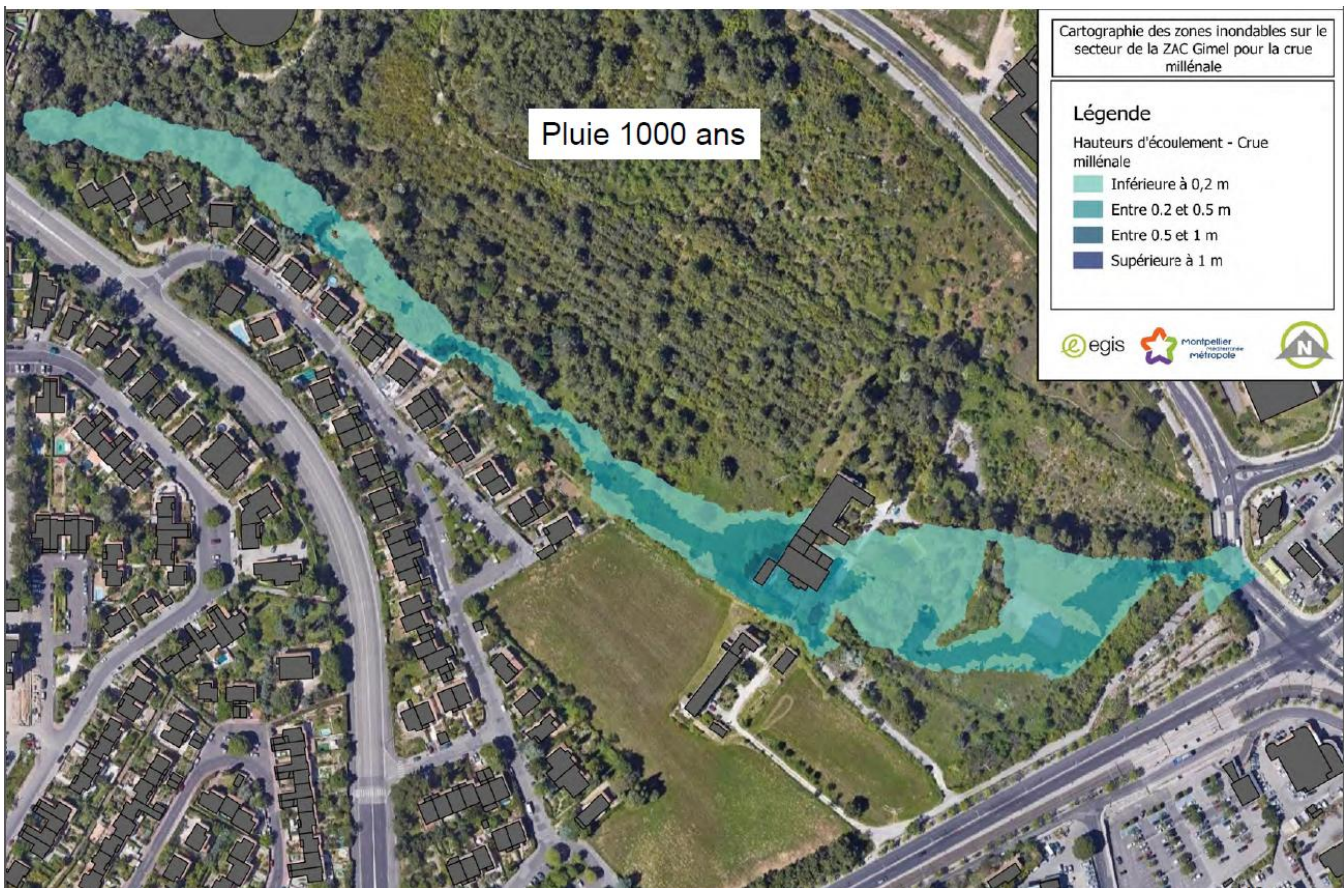 Cartographie des zones inondables sur le
secteur de la ZAC Gimel pour la crue
millénale
Pluie 1000 ans
Légende
Hauteurs d'écoulement - Crue
millénale
Inférieure à 0,2 m
Entre 0.2 et 0.5 m
Entre 0.5 et 1 m
Supérieure à 1 m
e egis
montpellier
méditerranée
métropole
N